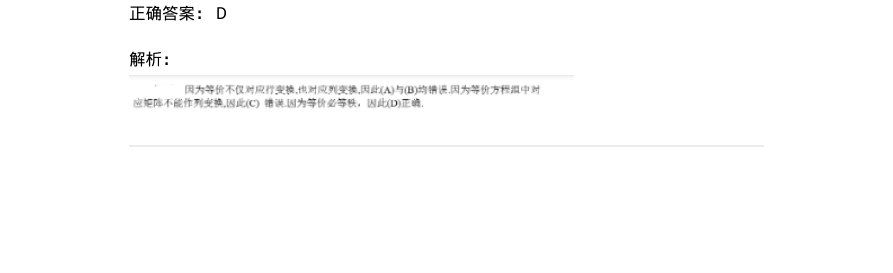 正确答案： D
解析：
因为等价不仅对应行变换,也对应列变换,因此(A)与(B)均错误.因为等价方程组中对
应矩阵不能作列变换,因此(C) 错误.因为等价必等秩，因此(D)正确.